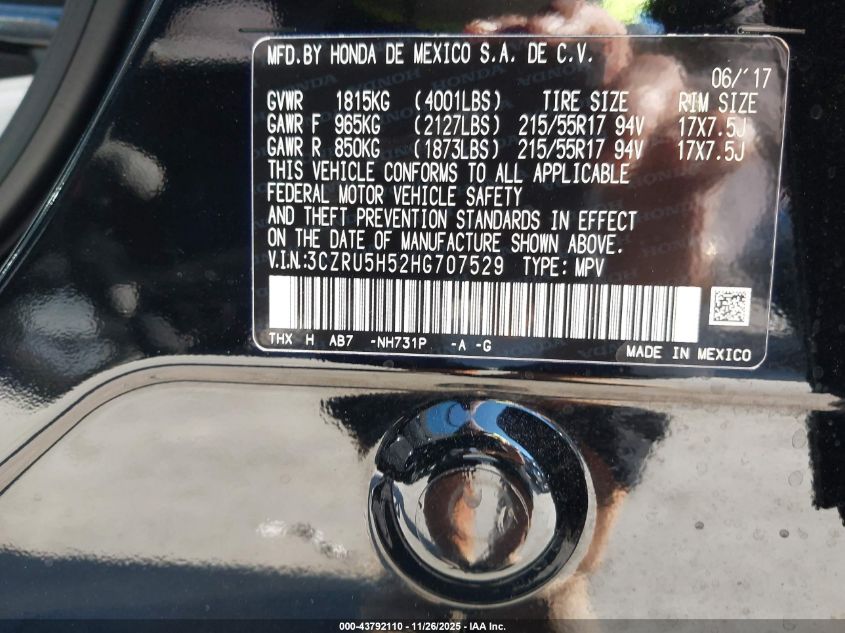 MFD.BY HONDA DE MEXICO S.A. DE C.V.
06/'17
GVWR 1815KG (4001LBS) TIRE SIZE RIM SIZE
GAWR F 965KG (2127LBS) 215/55R17 94V 17X7.5J
GAWR R 850KG (1873LBS) 215/55R17 94V 17X7.5J
THIS VEHICLE CONFORMS TO ALL APPLICABLE
FEDERAL MOTOR VEHICLE SAFETY
AND THEFT PREVENTION STANDARDS IN EFFECT
ON THE DATE OF MANUFACTURE SHOWN ABOVE.
V.I.N.:3CZRU5H52HG707529 TYPE: MPV
THX H AB7 -NH731P -A -G
MADE IN MEXICO
000-43792110 - 11/26/2025 - IAA Inc.